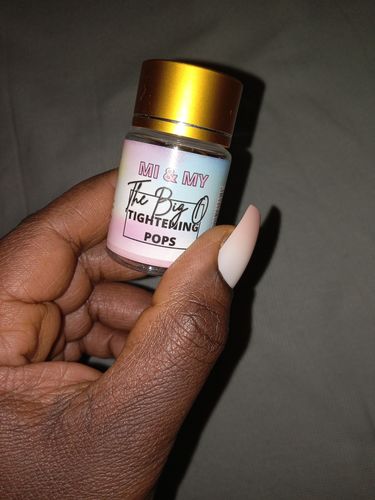 MI & MY
The Big O
TIGHTENING
POPS